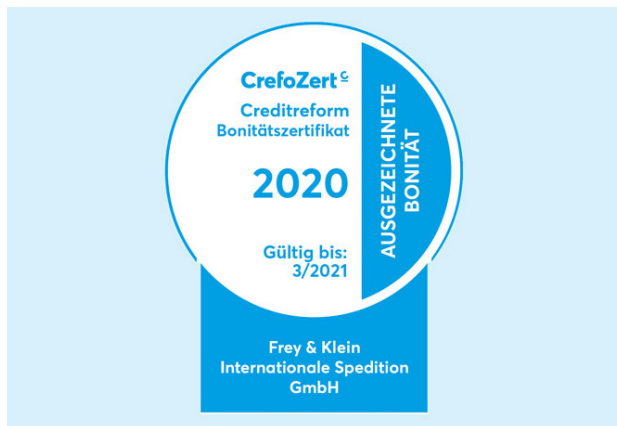 CrefoZert
Creditreform
Bonitätszertifikat
2020
Gültig bis:
3/2021
AUSGEZEICHNETE
BONITÄT
Frey & Klein
Internationale Spedition
GmbH